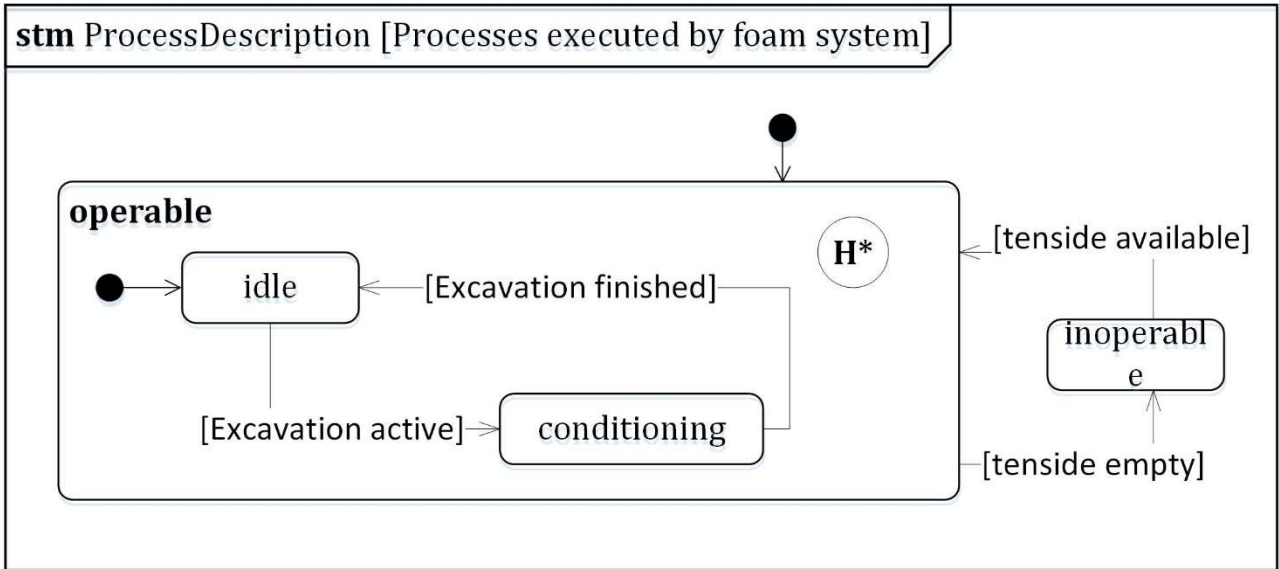 stm ProcessDescription [Processes executed by foam system]
operable
H*
[tenside available]
idle
[Excavation finished]
inoperabl
e
[Excavation active]
conditioning
[tenside empty]